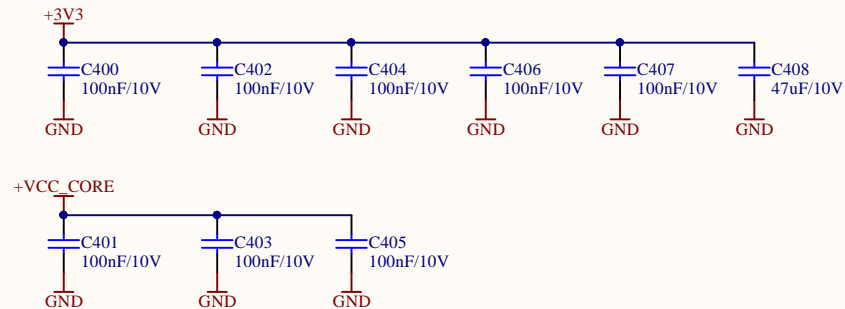 +3V3
C400
100nF/10V
GND
C402
100nF/10V
GND
C404
100nF/10V
GND
C406
100nF/10V
GND
C407
100nF/10V
GND
C408
47uF/10V
GND
+VCC_CORE
C401
100nF/10V
GND
C403
100nF/10V
GND
C405
100nF/10V
GND